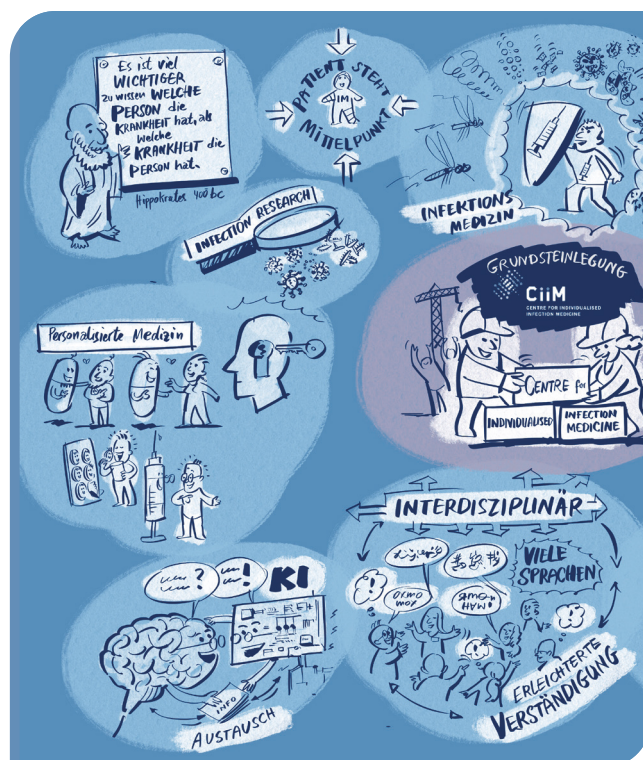 Es ist viel
WICHTIGER
zu wissen WELCHE
PERSON die
KRANKHEIT hat, als
welche
KRANKHEIT die
PERSON hat.
Hippokrates 400 bc
PATIENT STEHT
IM
MITTELPUNKT
INFEKTIONS
MEDIZIN
INFECTION RESEARCH
GRUNDSTEINLEGUNG
CiiM
CENTRE FOR INDIVIDUALISED
INFECTION MEDICINE
CENTRE for
INDIVIDUALISED
INFECTION
MEDICINE
Personalisierte Medizin
INTERDISZIPLINÄR
VIELE
SPRACHEN
ERLEICHTERTE
VERSTÄNDIGUNG
?
!
KI
INFO
AUSTAUSCH